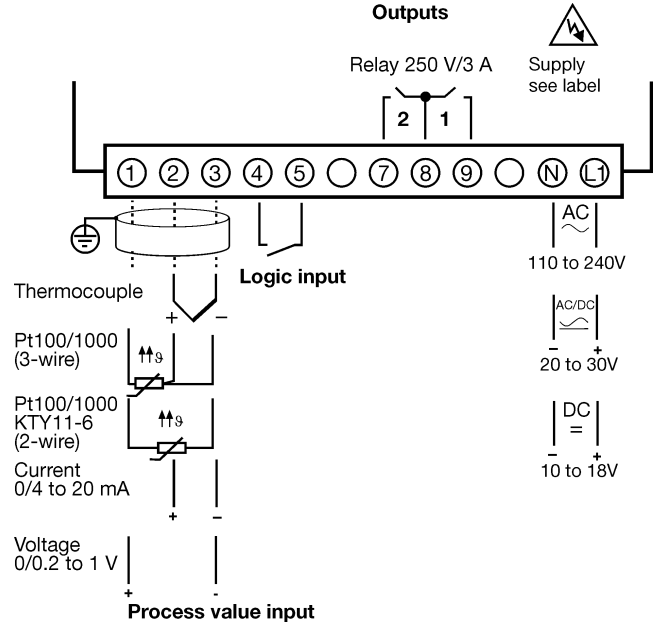 Outputs
Relay 250 V/3 A
Supply
see label
2 1
1 2 3 4 5 7 8 9 N L1
AC
110 to 240V
Logic input
Thermocouple
+ −
AC/DC
− +
20 to 30V
Pt100/1000
(3-wire)
ϑ
Pt100/1000
KTY11-6
(2-wire)
ϑ
DC
=
− +
10 to 18V
Current
0/4 to 20 mA
+ −
Voltage
0/0.2 to 1 V
+ -
Process value input